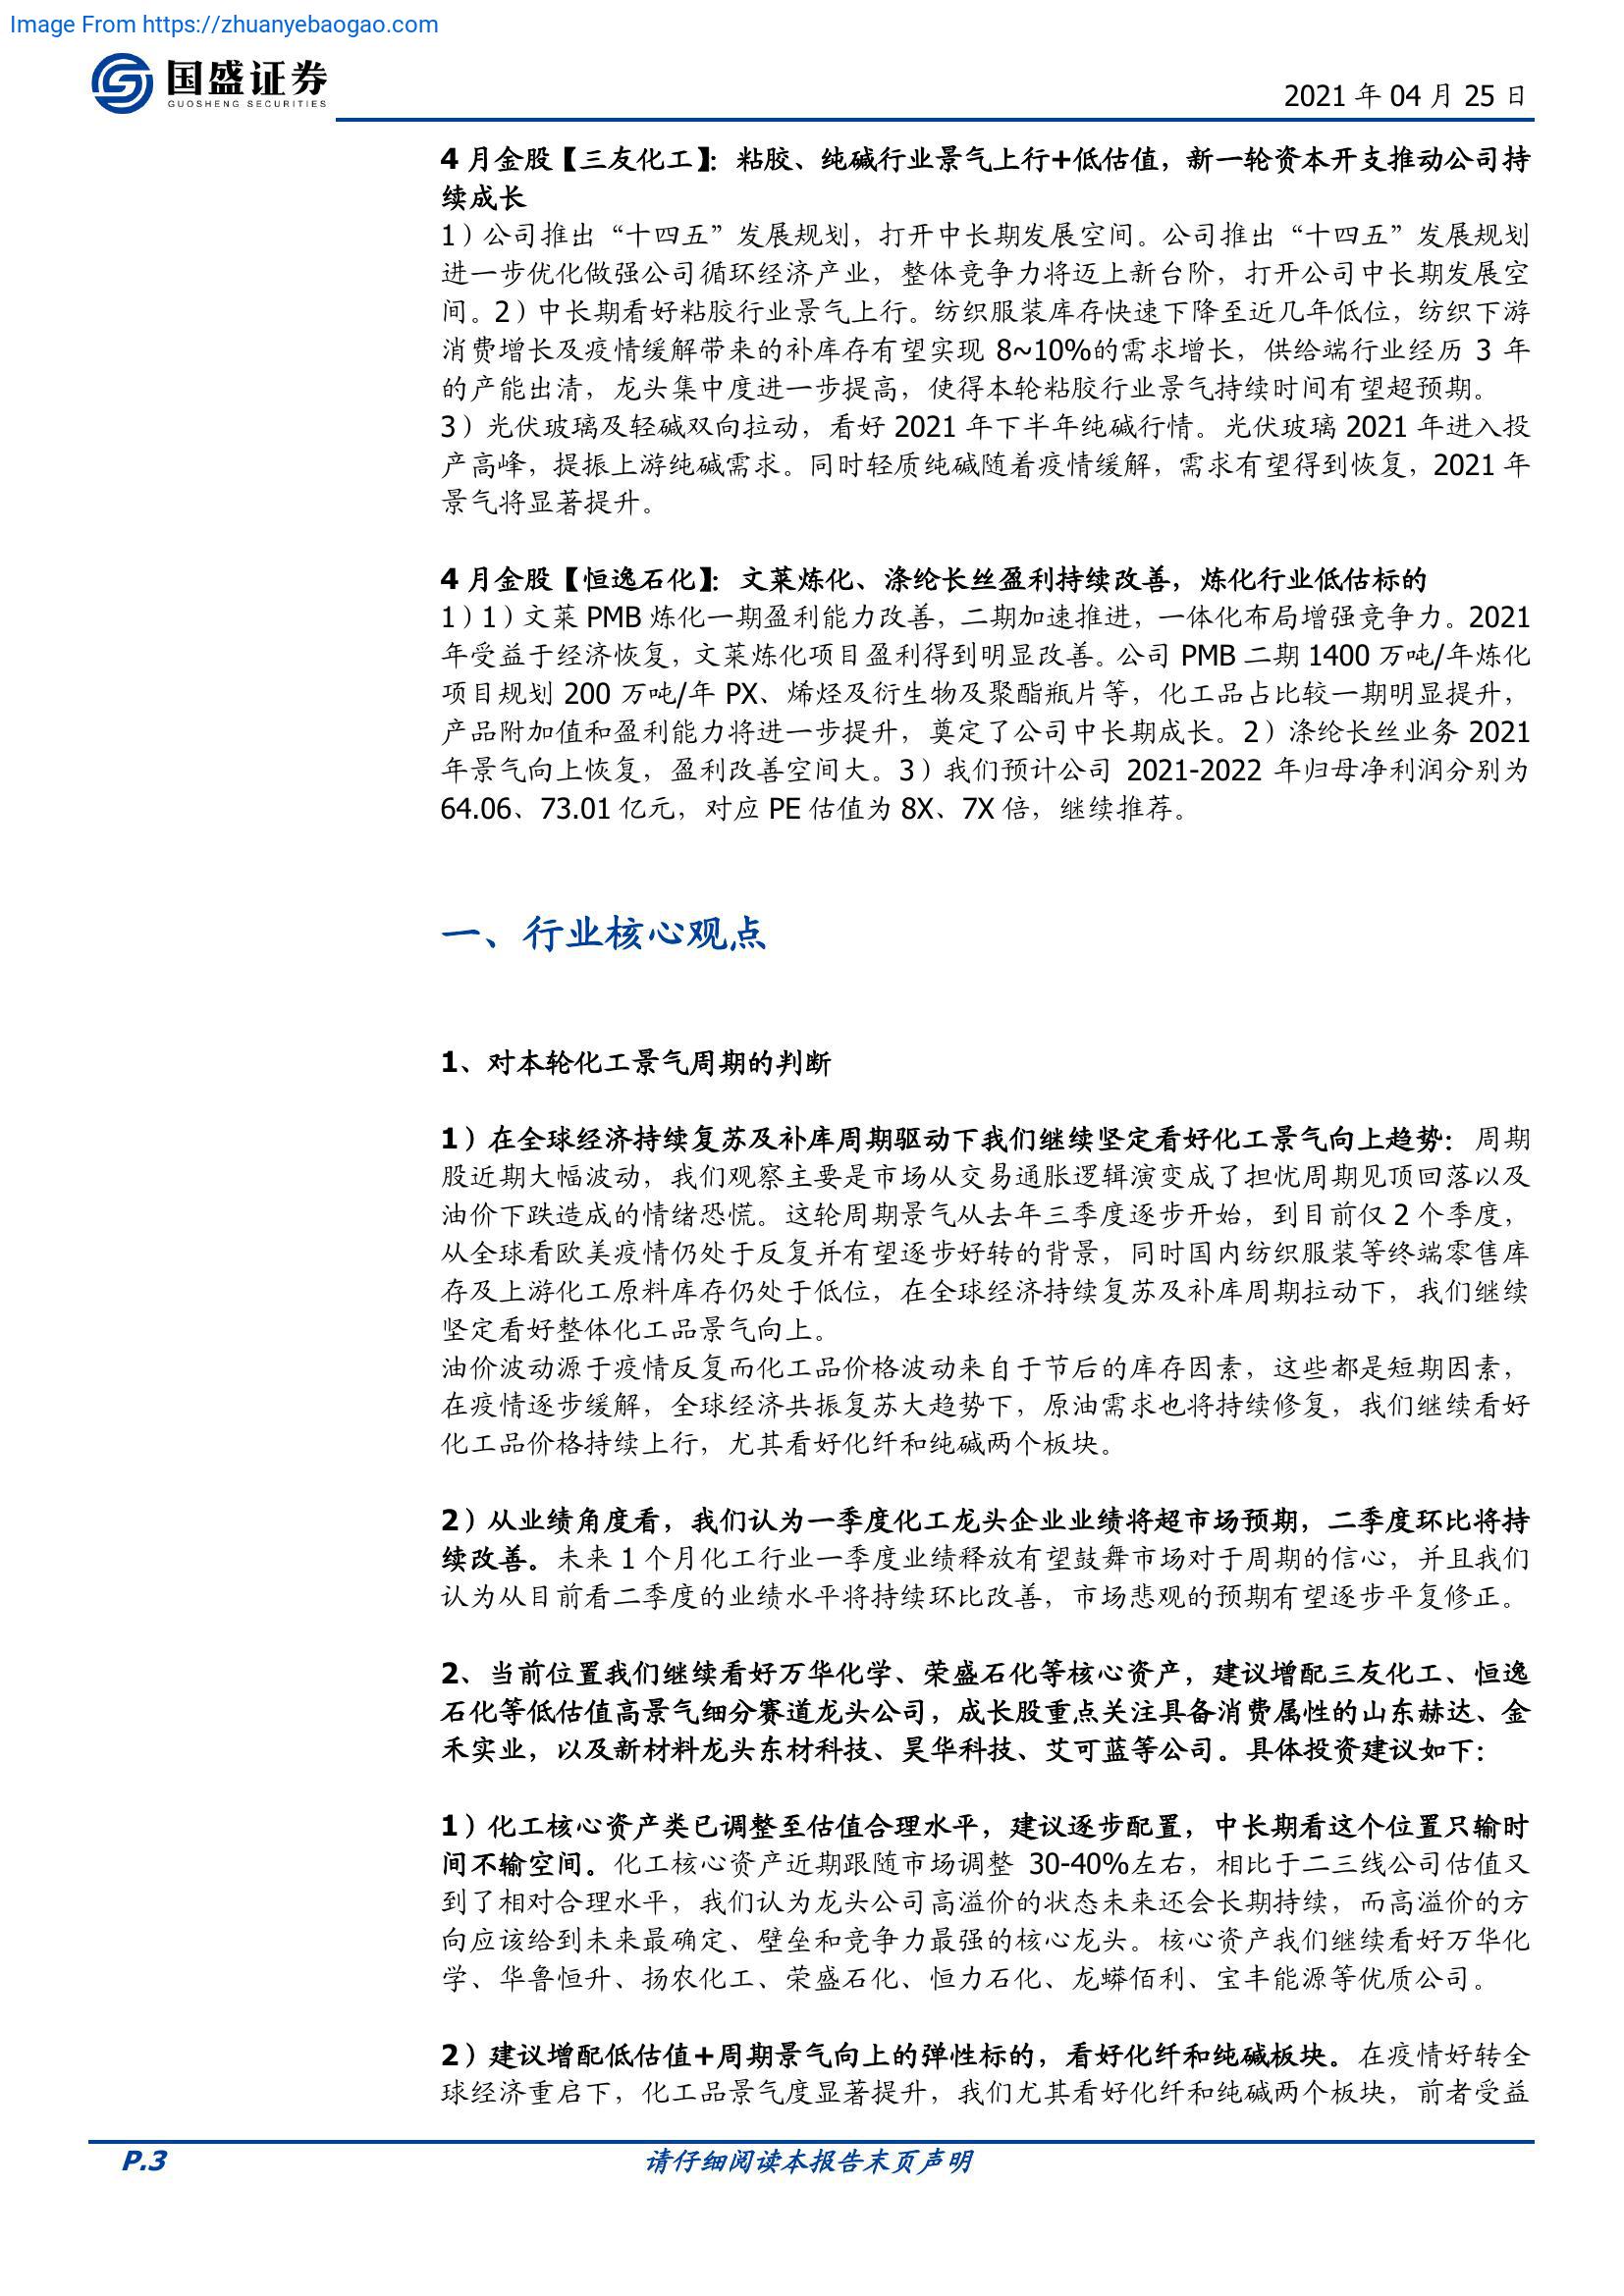 Image From https://zhuanyebaogao.com
国盛证券
GUOSHENG SECURITIES
2021 年 04 月 25 日
4 月金股【三友化工】：粘胶、纯碱行业景气上行+低估值，新一轮资本开支推动公司持
续成长
1）公司推出“十四五”发展规划，打开中长期发展空间。公司推出“十四五”发展规划
进一步优化做强公司循环经济产业，整体竞争力将迈上新台阶，打开公司中长期发展空
间。2）中长期看好粘胶行业景气上行。纺织服装库存快速下降至近几年低位，纺织下游
消费增长及疫情缓解带来的补库存有望实现 8~10%的需求增长，供给端行业经历 3 年
的产能出清，龙头集中度进一步提高，使得本轮粘胶行业景气持续时间有望超预期。
3）光伏玻璃及轻碱双向拉动，看好 2021 年下半年纯碱行情。光伏玻璃 2021 年进入投
产高峰，提振上游纯碱需求。同时轻质纯碱随着疫情缓解，需求有望得到恢复，2021 年
景气将显著提升。
4 月金股【恒逸石化】：文莱炼化、涤纶长丝盈利持续改善，炼化行业低估标的
1）1）文莱 PMB 炼化一期盈利能力改善，二期加速推进，一体化布局增强竞争力。2021
年受益于经济恢复，文莱炼化项目盈利得到明显改善。公司 PMB 二期 1400 万吨/年炼化
项目规划 200 万吨/年 PX、烯烃及衍生物及聚酯瓶片等，化工品占比较一期明显提升，
产品附加值和盈利能力将进一步提升，奠定了公司中长期成长。2）涤纶长丝业务 2021
年景气向上恢复，盈利改善空间大。3）我们预计公司 2021-2022 年归母净利润分别为
64.06、73.01 亿元，对应 PE 估值为 8X、7X 倍，继续推荐。
一、行业核心观点
1、对本轮化工景气周期的判断
1）在全球经济持续复苏及补库周期驱动下我们继续坚定看好化工景气向上趋势：周期
股近期大幅波动，我们观察主要是市场从交易通胀逻辑演变成了担忧周期见顶回落以及
油价下跌造成的情绪恐慌。这轮周期景气从去年三季度逐步开始，到目前仅 2 个季度，
从全球看欧美疫情仍处于反复并有望逐步好转的背景，同时国内纺织服装等终端零售库
存及上游化工原料库存仍处于低位，在全球经济持续复苏及补库周期拉动下，我们继续
坚定看好整体化工品景气向上。
油价波动源于疫情反复而化工品价格波动来自于节后的库存因素，这些都是短期因素，
在疫情逐步缓解，全球经济共振复苏大趋势下，原油需求也将持续修复，我们继续看好
化工品价格持续上行，尤其看好化纤和纯碱两个板块。
2）从业绩角度看，我们认为一季度化工龙头企业业绩将超市场预期，二季度环比将持
续改善。未来 1 个月化工行业一季度业绩释放有望鼓舞市场对于周期的信心，并且我们
认为从目前看二季度的业绩水平将持续环比改善，市场悲观的预期有望逐步平复修正。
2、当前位置我们继续看好万华化学、荣盛石化等核心资产，建议增配三友化工、恒逸
石化等低估值高景气细分赛道龙头公司，成长股重点关注具备消费属性的山东赫达、金
禾实业，以及新材料龙头东材科技、昊华科技、艾可蓝等公司。具体投资建议如下：
1）化工核心资产类已调整至估值合理水平，建议逐步配置，中长期看这个位置只输时
间不输空间。化工核心资产近期跟随市场调整 30-40%左右，相比于二三线公司估值又
到了相对合理水平，我们认为龙头公司高溢价的状态未来还会长期持续，而高溢价的方
向应该给到未来最确定、壁垒和竞争力最强的核心龙头。核心资产我们继续看好万华化
学、华鲁恒升、扬农化工、荣盛石化、恒力石化、龙蟒佰利、宝丰能源等优质公司。
2）建议增配低估值+周期景气向上的弹性标的，看好化纤和纯碱板块。在疫情好转全
球经济重启下，化工品景气度显著提升，我们尤其看好化纤和纯碱两个板块，前者受益
P.3
请仔细阅读本报告末页声明